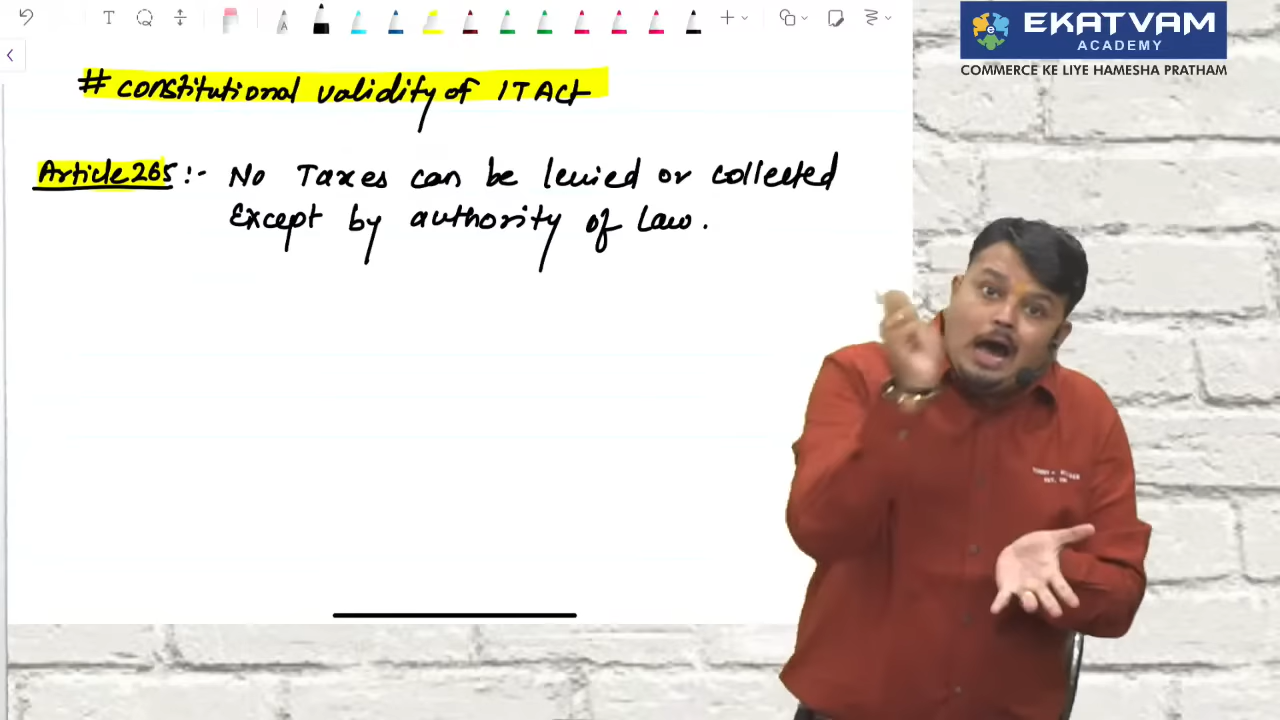 EKATVAM
ACADEMY
COMMERCE KE LIYE HAMESHA PRATHAM
# constitutional validity of IT Act
Article 265 :- No Taxes can be levied or collected
Except by authority of Law.